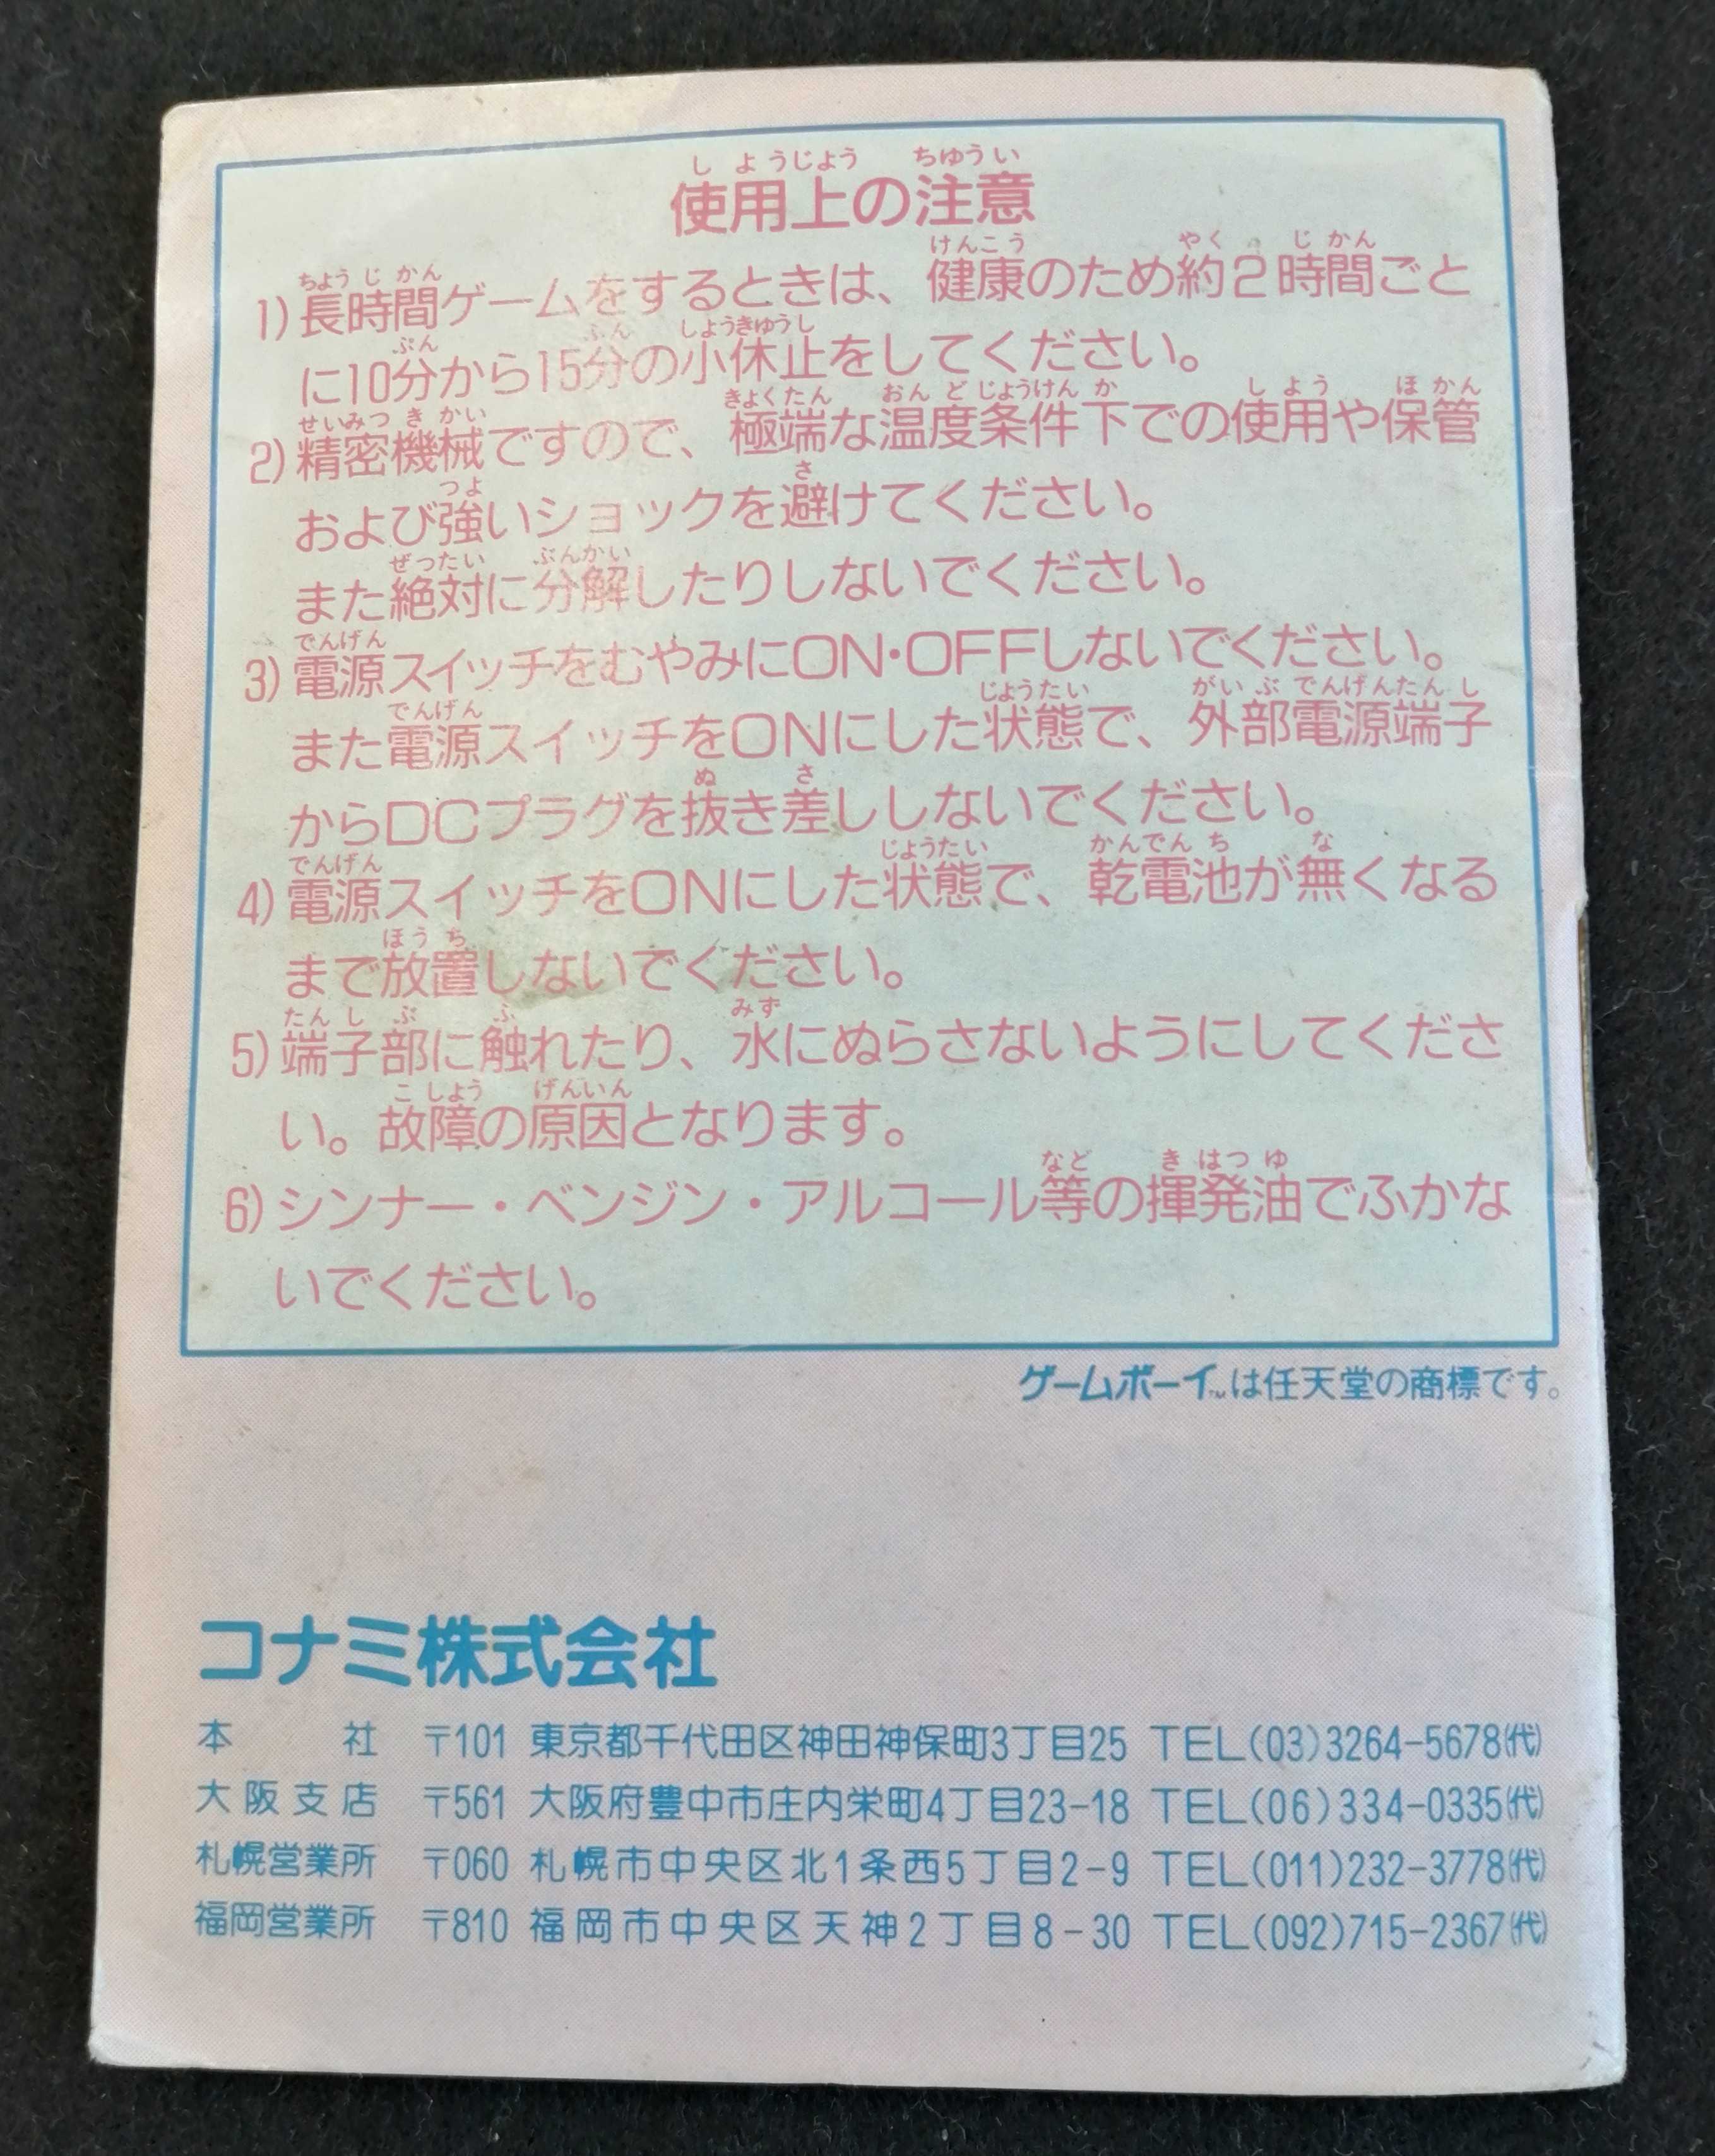 使用上の注意
1)長時間ゲームをするときは、健康のため約2時間ごと
に10分から15分の小休止をしてください。
2)精密機械ですので、極端な温度条件下での使用や保管
および強いショックを避けてください。
また絶対に分解したりしないでください。
3)電源スイッチをむやみにON・OFFしないでください。
また電源スイッチをONにした状態で、外部電源端子
からDCプラグを抜き差ししないでください。
4)電源スイッチをONにした状態で、乾電池が無くなる
まで放置しないでください。
5)端子部に触れたり、水にぬらさないようにしてくださ
い。故障の原因となります。
6)シンナー・ベンジン・アルコール等の揮発油でふかな
いでください。
ゲームボーイ™は任天堂の商標です。
コナミ株式会社
本社 〒101 東京都千代田区神田神保町3丁目25 TEL(03)3264-5678(代)
大阪支店 〒561 大阪府豊中市庄内栄町4丁目23-18 TEL(06)334-0335(代)
札幌営業所 〒060 札幌市中央区北1条西5丁目2-9 TEL(011)232-3778(代)
福岡営業所 〒810 福岡市中央区天神2丁目8-30 TEL(092)715-2367(代)